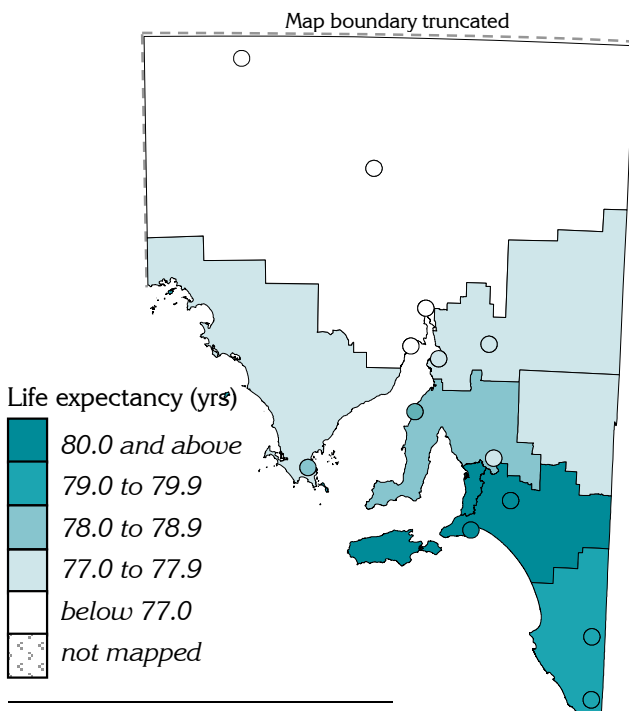 Map boundary truncated
Life expectancy (yrs)
80.0 and above
79.0 to 79.9
78.0 to 78.9
77.0 to 77.9
below 77.0
not mapped